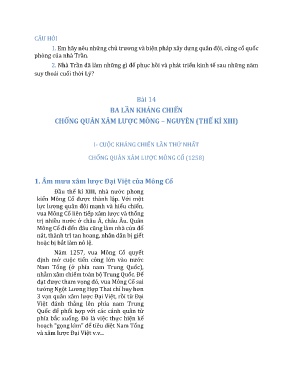 CÂU HỎI
1. Em hãy nêu những chủ trương và biện pháp xây dựng quân đội, củng cố quốc
phòng của nhà Trần.
2. Nhà Trần đã làm những gì để phục hồi và phát triển kinh tế sau những năm
suy thoái cuối thời Lý?
Bài 14
BA LẦN KHÁNG CHIẾN
CHỐNG QUÂN XÂM LƯỢC MÔNG – NGUYÊN (THẾ KỈ XIII)
I- CUỘC KHÁNG CHIẾN LẦN THỨ NHẤT
CHỐNG QUÂN XÂM LƯỢC MÔNG CỔ (1258)
1. Âm mưu xâm lược Đại Việt của Mông Cổ
Đầu thế kỉ XIII, nhà nước phong
kiến Mông Cổ được thành lập. Với một
lực lượng quân đội mạnh và hiếu chiến,
vua Mông Cổ liên tiếp xâm lược và thống
trị nhiều nước ở châu Á, châu Âu. Quân
Mông Cổ đi đến đâu cũng làm nhà cửa đổ
nát, thành trì tan hoang, nhân dân bị giết
hoặc bị bắt làm nô lệ.
Năm 1257, vua Mông Cổ quyết
định mở cuộc tiến công lớn vào nước
Nam Tống (ở phía nam Trung Quốc),
nhằm xâm chiếm toàn bộ Trung Quốc. Để
đạt được tham vọng đó, vua Mông Cổ sai
tướng Ngột Lương Hợp Thai chỉ huy hơn
3 vạn quân xâm lược Đại Việt, rồi từ Đại
Việt đánh thẳng lên phía nam Trung
Quốc để phối hợp với các cánh quân từ
phía bắc xuống. Đó là việc thực hiện kế
hoạch "gọng kìm" để tiêu diệt Nam Tống
và xâm lược Đại Việt v.v...